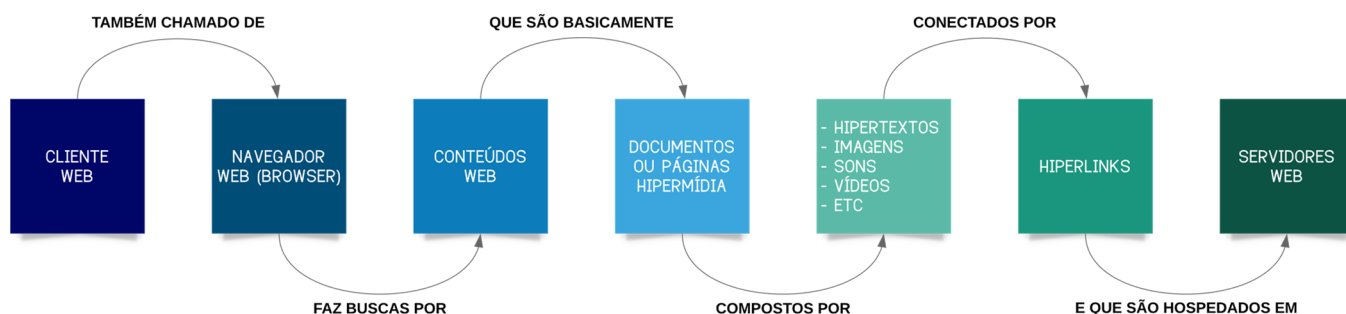 TAMBÉM CHAMADO DE
QUE SÃO BASICAMENTE
CONECTADOS POR
CLIENTE
WEB
NAVEGADOR
WEB (BROWSER)
CONTEÚDOS
WEB
DOCUMENTOS
OU PÁGINAS
HIPERMÍDIA
- HIPERTEXTOS
- IMAGENS
- SONS
- VÍDEOS
- ETC
HIPERLINKS
SERVIDORES
WEB
FAZ BUSCAS POR
COMPOSTOS POR
E QUE SÃO HOSPEDADOS EM